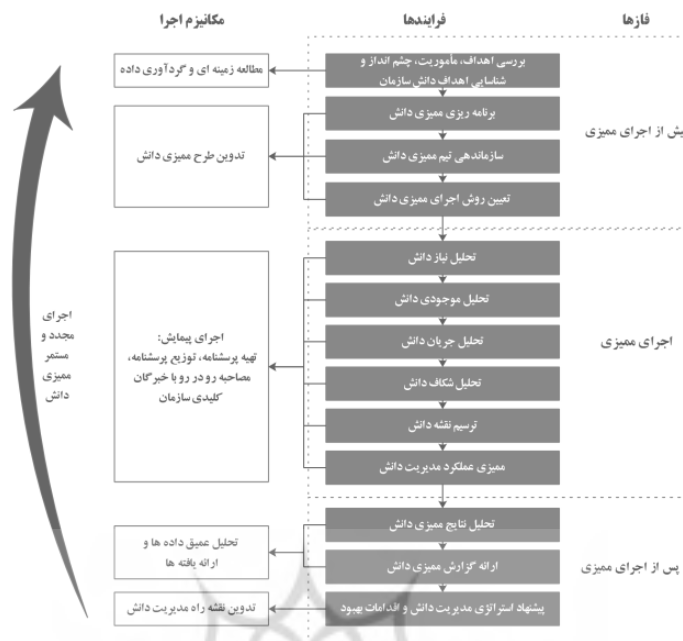 فازها
فرایندها
مکانیزم اجرا
پیش از اجرای ممیزی
بررسی اهداف، مأموریت، چشم انداز و
شناسایی اهداف دانش سازمان
مطالعه زمینه ای و گردآوری داده
برنامه ریزی ممیزی دانش
سازماندهی تیم ممیزی دانش
تعیین روش اجرای ممیزی دانش
تدوین طرح ممیزی دانش
اجرای ممیزی
تحلیل نیاز دانش
تحلیل موجودی دانش
تحلیل جریان دانش
تحلیل شکاف دانش
ترسیم نقشه دانش
ممیزی عملکرد مدیریت دانش
اجرای پیمایش:
تهیه پرسشنامه، توزیع پرسشنامه،
مصاحبه رو در رو با خبرگان
کلیدی سازمان
پس از اجرای ممیزی
تحلیل نتایج ممیزی دانش
ارائه گزارش ممیزی دانش
تحلیل عمیق داده ها و
ارائه یافته ها
پیشنهاد استراتژی مدیریت دانش و اقدامات بهبود
تدوین نقشه راه مدیریت دانش
اجرای
مجدد و
مستمر
ممیزی
دانش